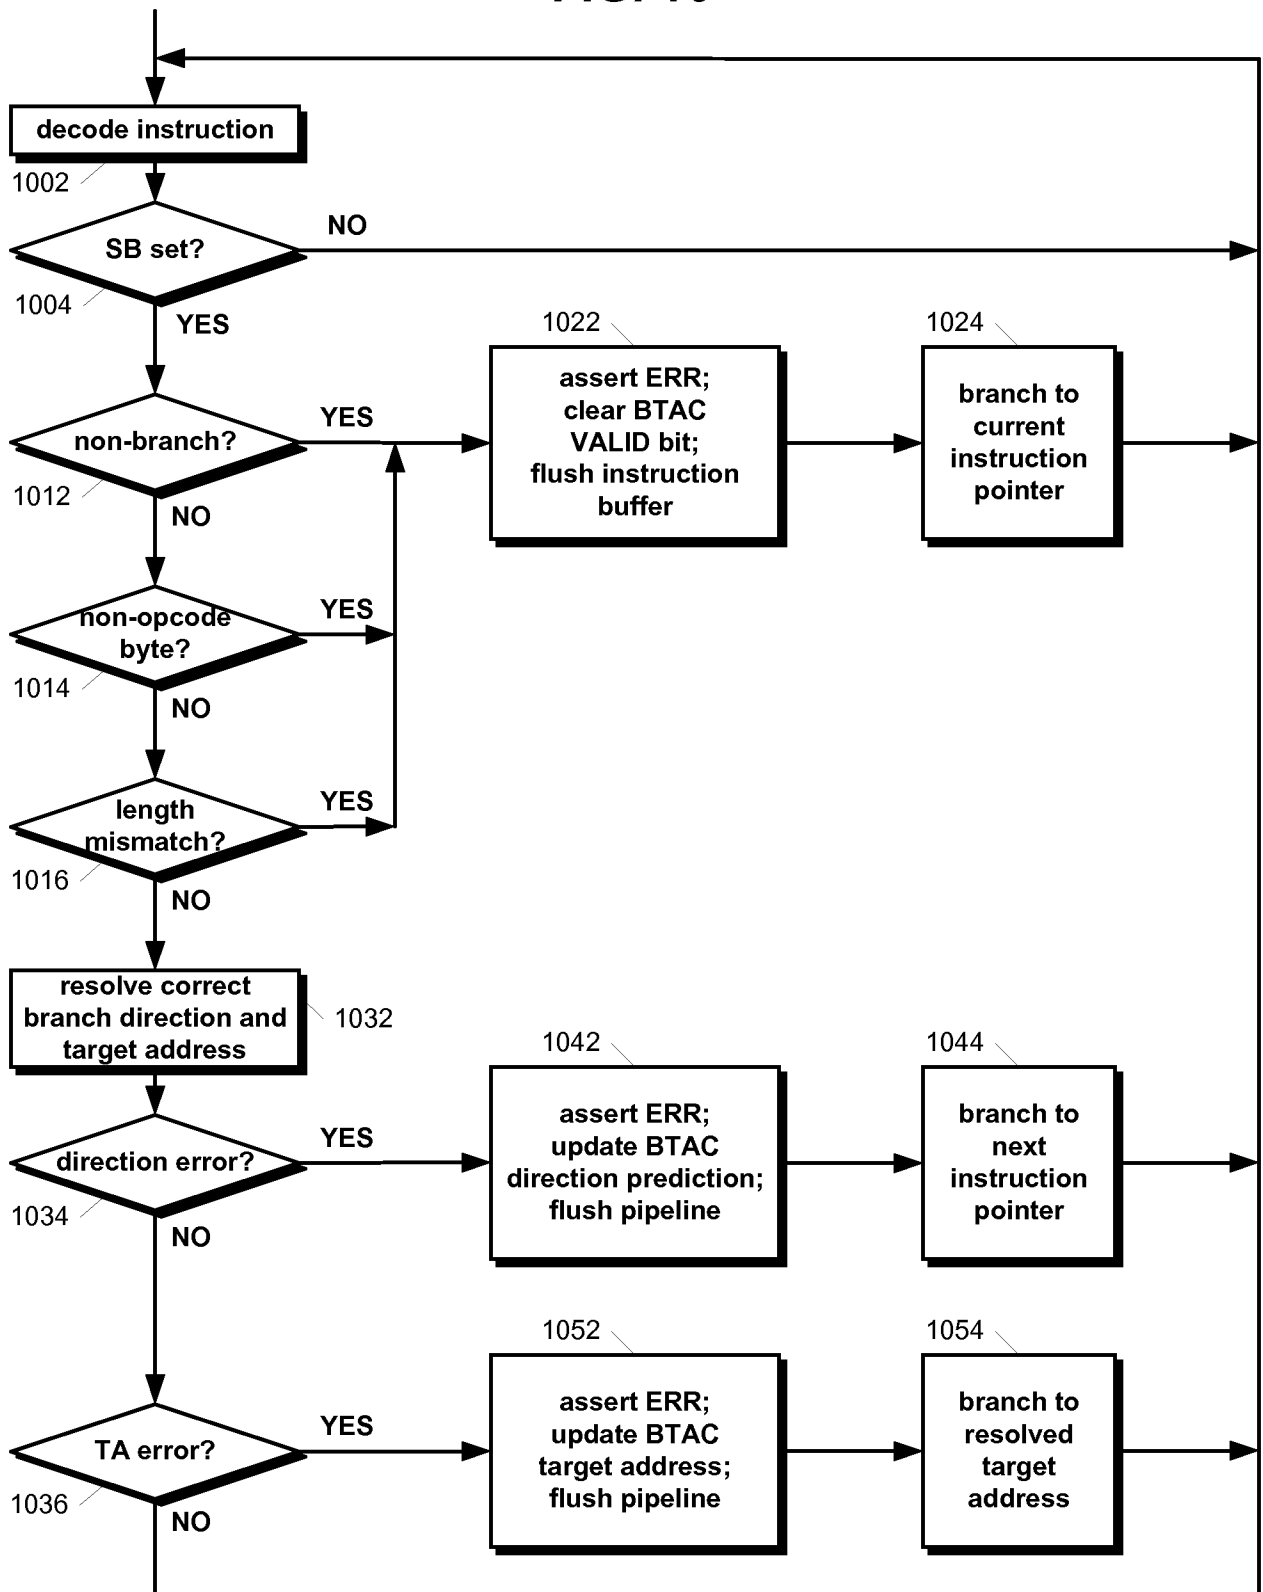 decode instruction
1002
SB set?
NO
1004
YES
non-branch?
YES
1012
NO
1022
assert ERR;
clear BTAC
VALID bit;
flush instruction
buffer
1024
branch to
current
instruction
pointer
non-opcode
byte?
YES
1014
NO
length
mismatch?
YES
1016
NO
resolve correct
branch direction and
target address
1032
direction error?
YES
1034
NO
1042
assert ERR;
update BTAC
direction prediction;
flush pipeline
1044
branch to
next
instruction
pointer
TA error?
YES
1036
NO
1052
assert ERR;
update BTAC
target address;
flush pipeline
1054
branch to
resolved
target
address